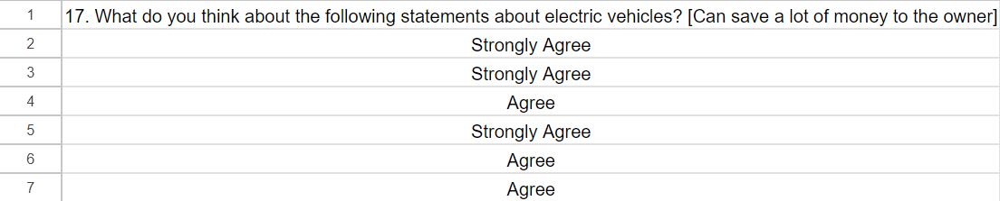 1 17. What do you think about the following statements about electric vehicles? [Can save a lot of money to the owner]
2 Strongly Agree
3 Strongly Agree
4 Agree
5 Strongly Agree
6 Agree
7 Agree